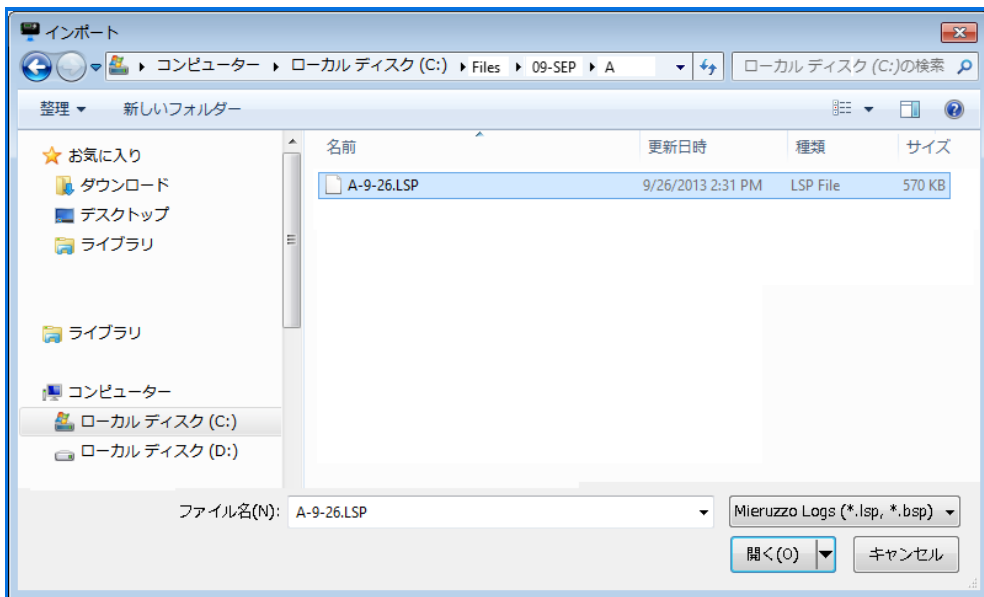 インポート
コンピューター ローカル ディスク (C:) Files 09-SEP A ローカル ディスク (C:)の検索
整理 新しいフォルダー
お気に入り
ダウンロード
デスクトップ
ライブラリ
ライブラリ
コンピューター
ローカル ディスク (C:)
ローカル ディスク (D:)
名前 更新日時 種類 サイズ
A-9-26.LSP 9/26/2013 2:31 PM LSP File 570 KB
ファイル名(N): A-9-26.LSP Mieruzzo Logs (*.lsp, *.bsp)
開く(O) キャンセル